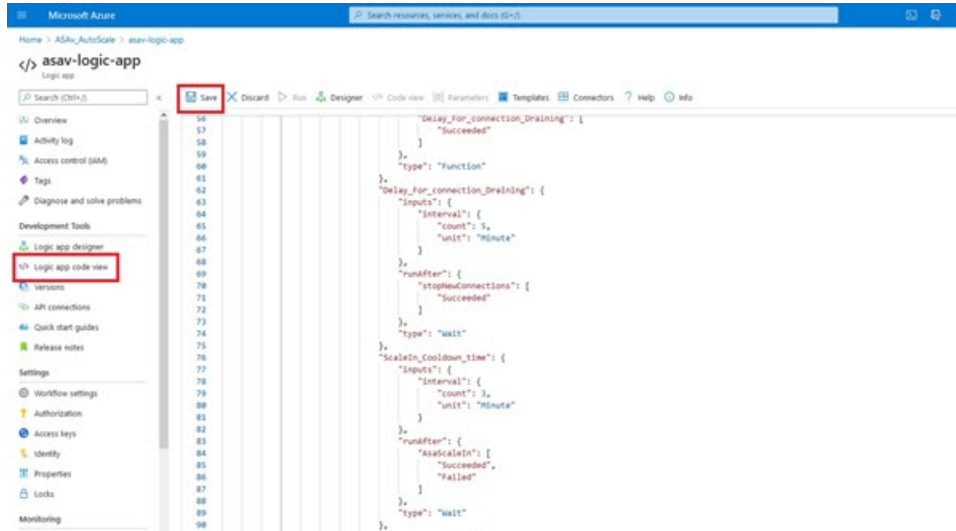 Microsoft Azure
Search resources, services, and docs (G+/)
Home > ASAv_AutoScale > asav-logic-app
</> asav-logic-app
Logic app
Search (Ctrl+/)
«
Save
Discard
Run
Designer
</> Code view
Parameters
Templates
Connectors
? Help
Info
Overview
Activity log
Access control (IAM)
Tags
Diagnose and solve problems
Development Tools
Logic app designer
</> Logic app code view
Versions
API connections
Quick start guides
Release notes
Settings
Workflow settings
Authorization
Access keys
Identity
Properties
Locks
Monitoring
56 "Delay_For_connection_Draining": [
57 "Succeeded"
58 ]
59 },
60 "type": "Function"
61 },
62 "Delay_For_connection_Draining": {
63 "inputs": {
64 "interval": {
65 "count": 5,
66 "unit": "Minute"
67 }
68 },
69 "runAfter": {
70 "stopNewConnections": [
71 "Succeeded"
72 ]
73 },
74 "type": "Wait"
75 },
76 "ScaleIn_Cooldown_time": {
77 "inputs": {
78 "interval": {
79 "count": 3,
80 "unit": "Minute"
81 }
82 },
83 "runAfter": {
84 "AsaScaleIn": [
85 "Succeeded",
86 "Failed"
87 ]
88 },
89 "type": "Wait"
90 },